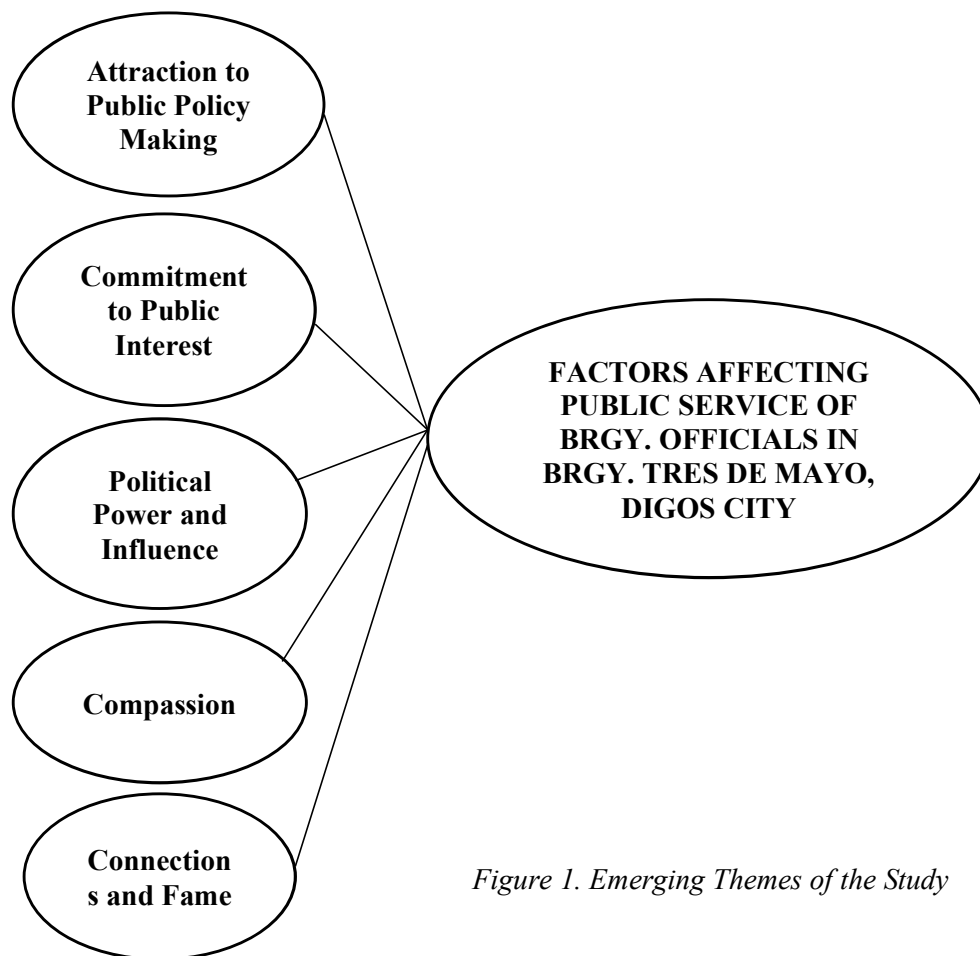 Attraction to
Public Policy
Making
Commitment
to Public
Interest
Political
Power and
Influence
Compassion
Connection
s and Fame
FACTORS AFFECTING
PUBLIC SERVICE OF
BRGY. OFFICIALS IN
BRGY. TRES DE MAYO,
DIGOS CITY
Figure 1. Emerging Themes of the Study